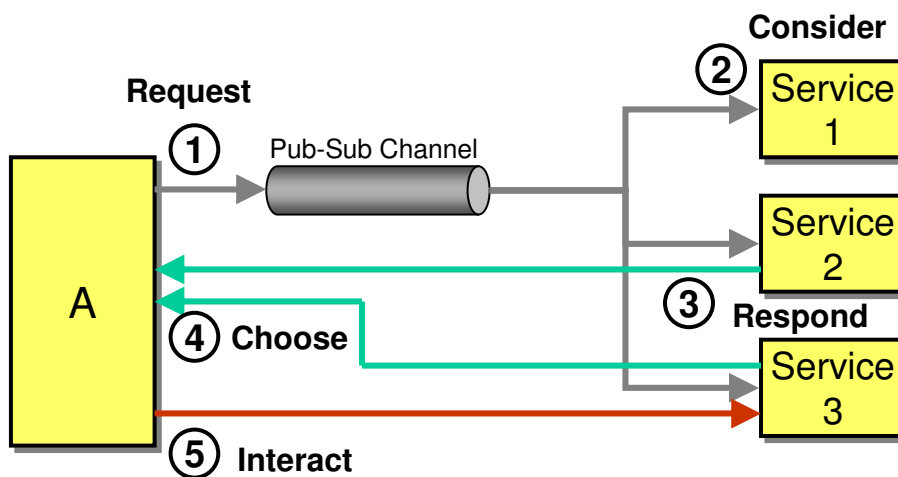 Consider
2
Service
1
Request
1
Pub-Sub Channel
Service
2
A
3
Respond
4
Choose
Service
3
5
Interact